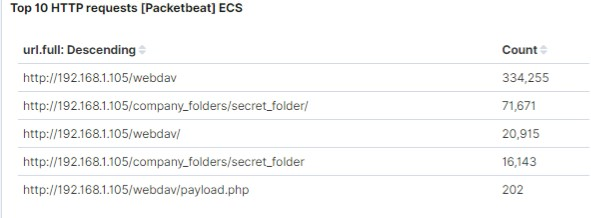 Top 10 HTTP requests [Packetbeat] ECS
url.full: Descending Count
http://192.168.1.105/webdav 334,255
http://192.168.1.105/company_folders/secret_folder/ 71,671
http://192.168.1.105/webdav/ 20,915
http://192.168.1.105/company_folders/secret_folder 16,143
http://192.168.1.105/webdav/payload.php 202